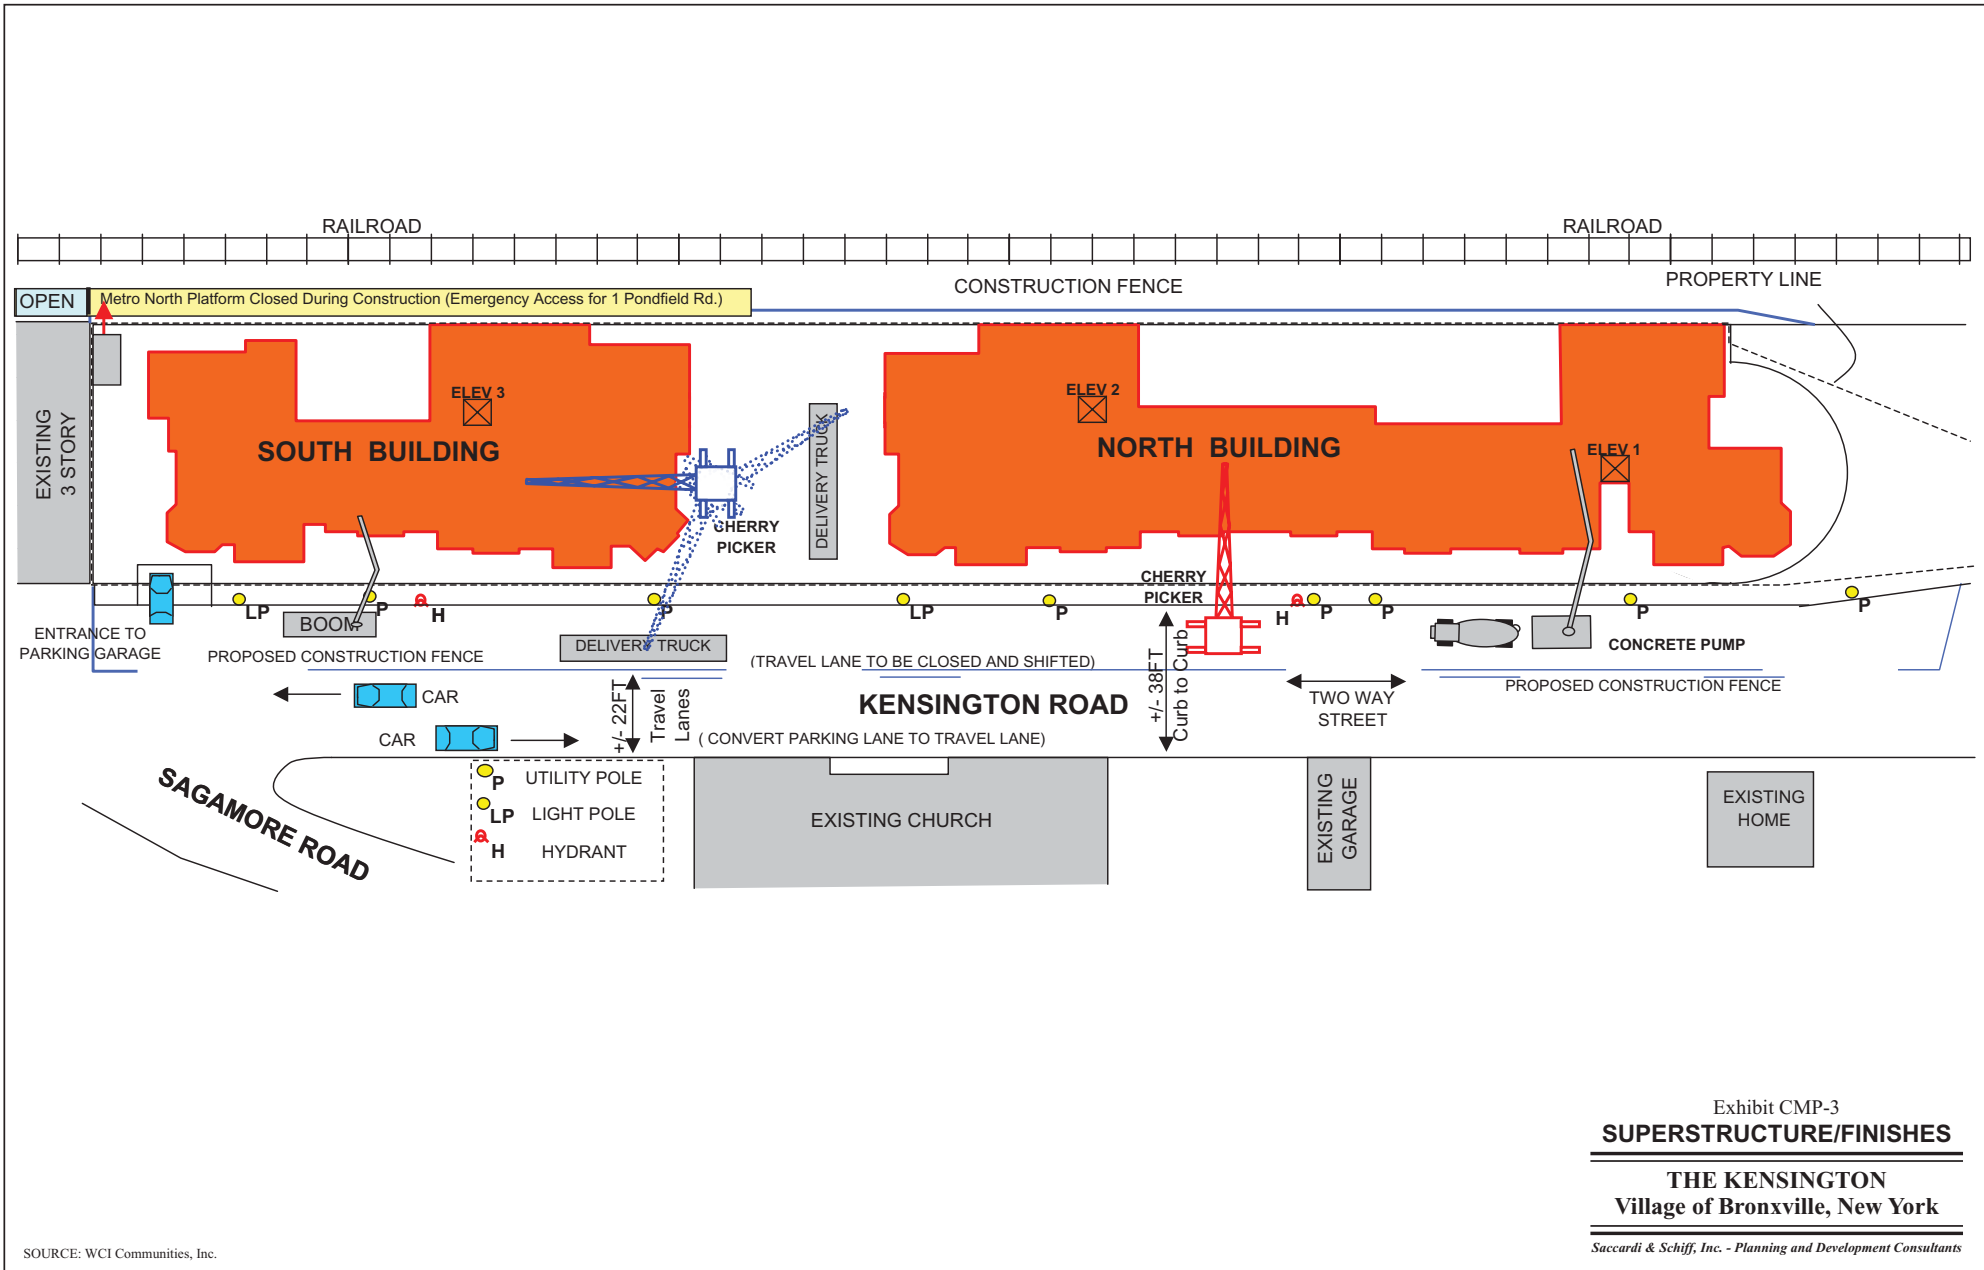 RAILROAD
RAILROAD
CONSTRUCTION FENCE
PROPERTY LINE
OPEN
Metro North Platform Closed During Construction (Emergency Access for 1 Pondfield Rd.)
EXISTING
3 STORY
ELEV 3
SOUTH BUILDING
CHERRY
PICKER
DELIVERY TRUCK
ELEV 2
NORTH BUILDING
ELEV 1
CHERRY
PICKER
LP
P
H
P
LP
P
H
P
P
P
P
BOOM
DELIVERY TRUCK
CONCRETE PUMP
ENTRANCE TO
PARKING GARAGE
PROPOSED CONSTRUCTION FENCE
(TRAVEL LANE TO BE CLOSED AND SHIFTED)
PROPOSED CONSTRUCTION FENCE
CAR
CAR
+/- 22FT
Travel
Lanes
KENSINGTON ROAD
( CONVERT PARKING LANE TO TRAVEL LANE)
+/- 38FT
Curb to Curb
TWO WAY
STREET
SAGAMORE ROAD
P UTILITY POLE
LP LIGHT POLE
H HYDRANT
EXISTING CHURCH
EXISTING
GARAGE
EXISTING
HOME
Exhibit CMP-3
SUPERSTRUCTURE/FINISHES
THE KENSINGTON
Village of Bronxville, New York
Saccardi & Schiff, Inc. - Planning and Development Consultants
SOURCE: WCI Communities, Inc.